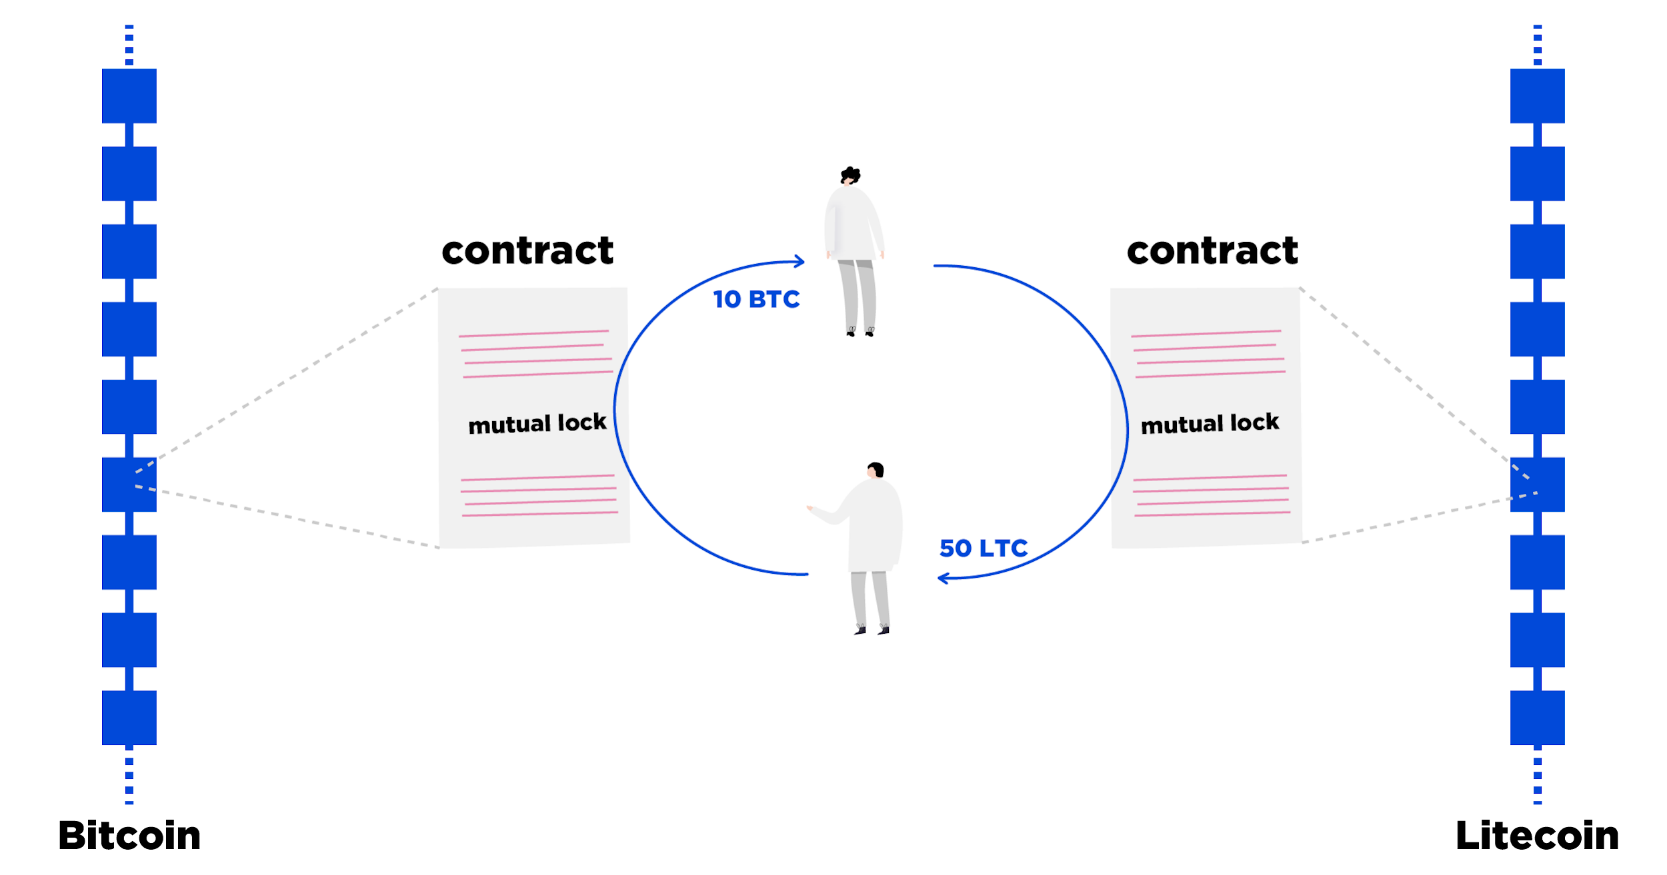 contract
contract
10 BTC
mutual lock
mutual lock
50 LTC
Bitcoin
Litecoin